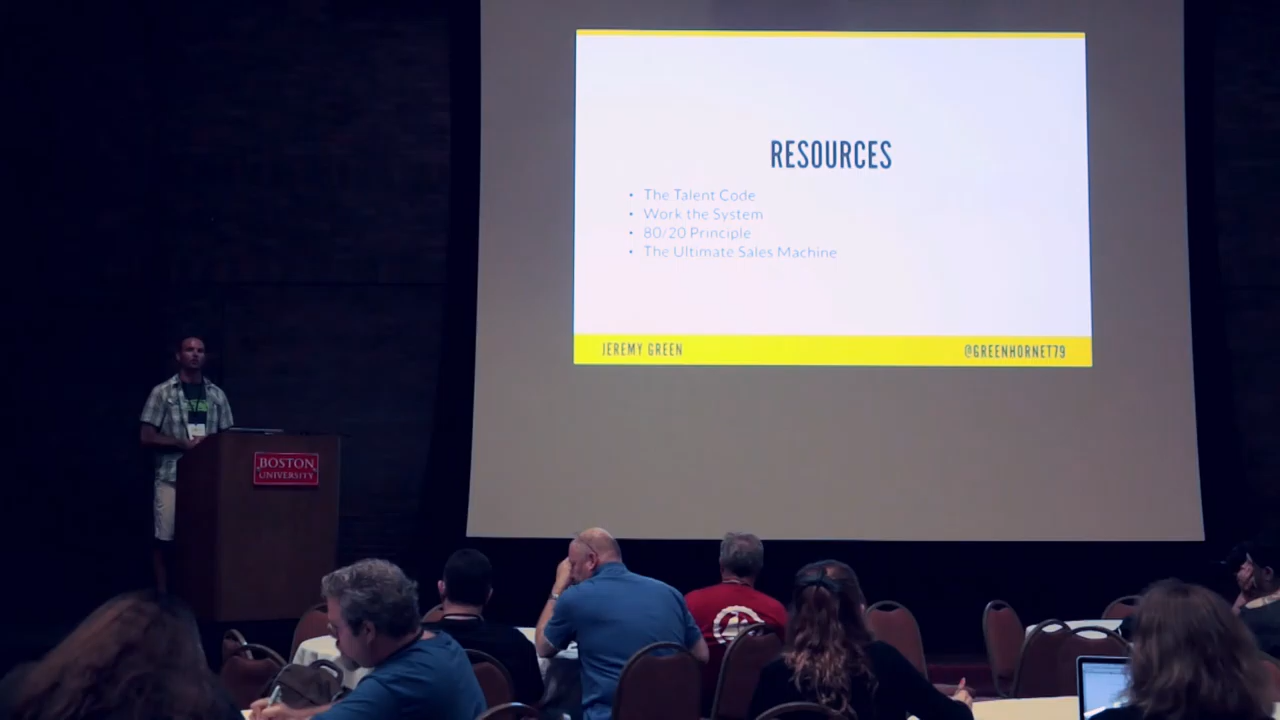 RESOURCES
• The Talent Code
• Work the System
• 80/20 Principle
• The Ultimate Sales Machine
JEREMY GREEN
@GREENHORNET79
BOSTON
UNIVERSITY